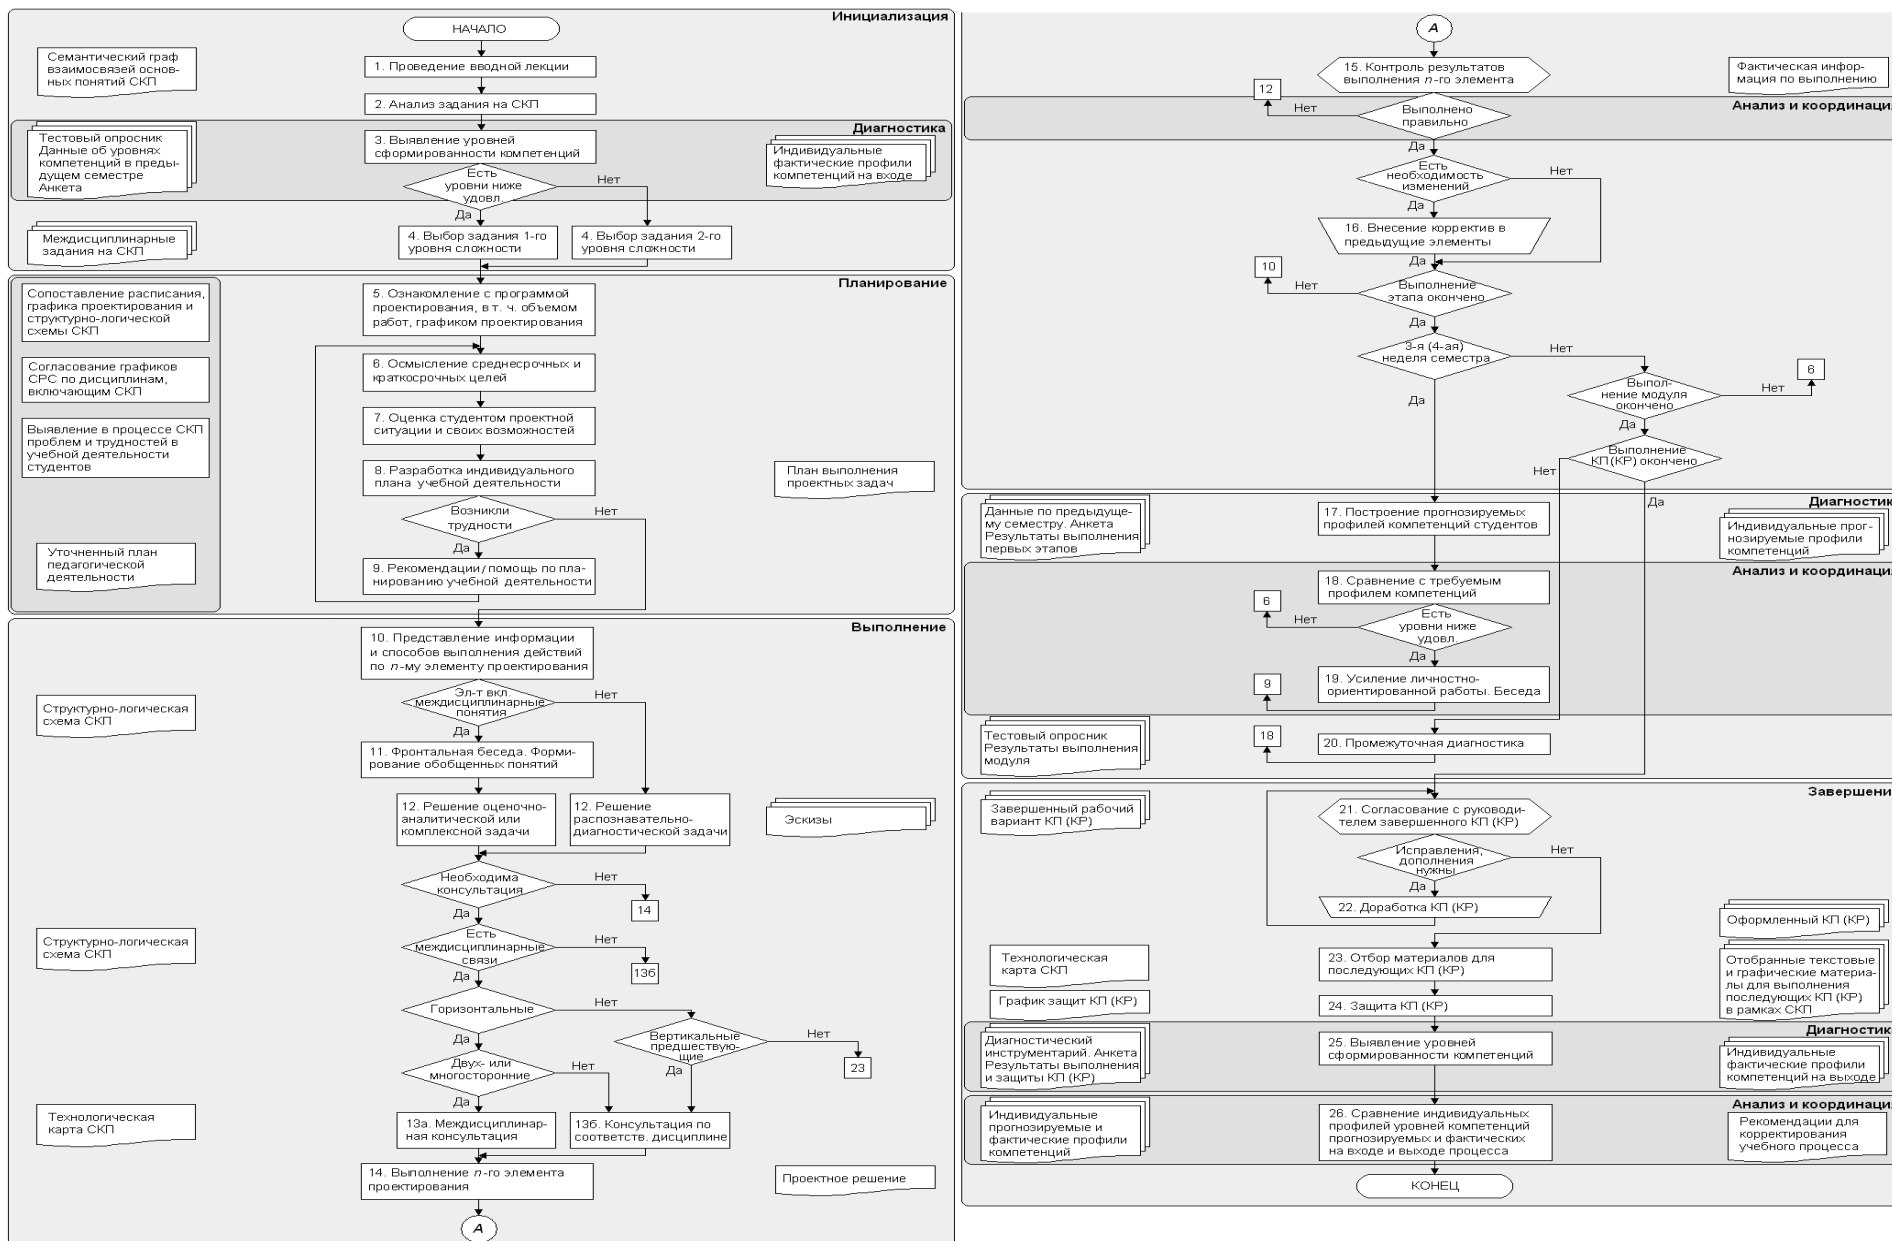 Инициализация
НАЧАЛО
Семантический граф
взаимосвязей основ-
ных понятий СКП
1. Проведение вводной лекции
2. Анализ задания на СКП
Диагностика
Тестовый опросник
Данные об уровнях
компетенций в преды-
дущем семестре
Анкета
3. Выявление уровней
сформированности компетенций
Индивидуальные
фактические профили
компетенций на входе
Есть
уровни ниже
удовл.
Нет
Да
Междисциплинарные
задания на СКП
4. Выбор задания 1-го
уровня сложности
4. Выбор задания 2-го
уровня сложности
Планирование
Сопоставление расписания,
графика проектирования и
структурно-логической
схемы СКП
Согласование графиков
СРС по дисциплинам,
включающим СКП
Выявление в процессе СКП
проблем и трудностей в
учебной деятельности
студентов
Уточненный план
педагогической
деятельности
5. Ознакомление с программой
проектирования, в т. ч. объемом
работ, графиком проектирования
6. Осмысление среднесрочных и
краткосрочных целей
7. Оценка студентом проектной
ситуации и своих возможностей
8. Разработка индивидуального
плана учебной деятельности
План выполнения
проектных задач
Возникли
трудности
Нет
Да
9. Рекомендации/помощь по пла-
нированию учебной деятельности
Выполнение
10. Представление информации
и способов выполнения действий
по n-му элементу проектирования
Структурно-логическая
схема СКП
Эл-т вкл.
междисциплинарные
понятия
Нет
Да
11. Фронтальная беседа. Форми-
рование обобщенных понятий
12. Решение оценочно-
аналитической или
комплексной задачи
12. Решение
распознавательно-
диагностической задачи
Эскизы
Необходима
консультация
Нет
14
Да
Структурно-логическая
схема СКП
Есть
междисциплинарные
связи
Нет
13б
Да
Горизонтальные
Нет
Да
Вертикальные
предшествую-
щие
Нет
23
Да
Двух- или
многосторонние
Нет
Да
Технологическая
карта СКП
13а. Междисциплинар-
ная консультация
13б. Консультация по
соответств. дисциплине
14. Выполнение n-го элемента
проектирования
Проектное решение
А
А
15. Контроль результатов
выполнения n-го элемента
Фактическая инфор-
мация по выполнению
Анализ и координация
12
Нет
Выполнено
правильно
Да
Есть
необходимость
изменений
Нет
Да
16. Внесение корректив в
предыдущие элементы
Да
10
Нет
Выполнение
этапа окончено
Да
3-я (4-ая)
неделя семестра
Нет
Да
Выпол-
нение модуля
окончено
Нет
6
Да
Выполнение
КП(КР) окончено
Нет
Да
Диагностик
Данные по предыдуще-
му семестру. Анкета
Результаты выполнения
первых этапов
17. Построение прогнозируемых
профилей компетенций студентов
Индивидуальные прог-
нозируемые профили
компетенций
Анализ и координация
18. Сравнение с требуемым
профилем компетенций
6
Нет
Есть
уровни ниже
удовл.
Да
9
19. Усиление личностно-
ориентированной работы. Беседа
Тестовый опросник
Результаты выполнения
модуля
18
20. Промежуточная диагностика
Завершени
Завершенный рабочий
вариант КП (КР)
21. Согласование с руководи-
телем завершенного КП (КР)
Исправления,
дополнения
нужны
Нет
Да
22. Доработка КП (КР)
Оформленный КП (КР)
Технологическая
карта СКП
23. Отбор материалов для
последующих КП (КР)
Отобранные текстовые
и графические материа-
лы для выполнения
последующих КП (КР)
в рамках СКП
График защит КП (КР)
24. Защита КП (КР)
Диагностик
Диагностический
инструментарий. Анкета
Результаты выполнения
и защиты КП (КР)
25. Выявление уровней
сформированности компетенций
Индивидуальные
фактические профили
компетенций на выходе
Анализ и координация
Индивидуальные
прогнозируемые и
фактические профили
компетенций
26. Сравнение индивидуальных
профилей уровней компетенций
прогнозируемых и фактических
на входе и выходе процесса
Рекомендации для
корректирования
учебного процесса
КОНЕЦ